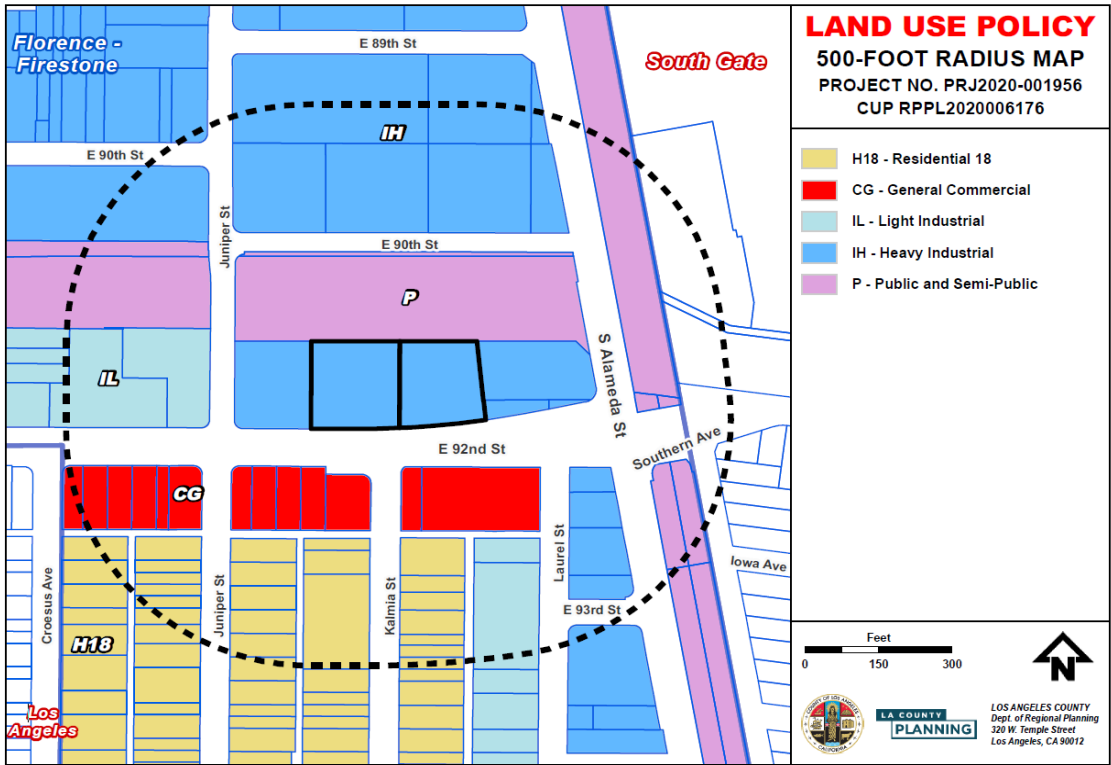 LAND USE POLICY
500-FOOT RADIUS MAP
PROJECT NO. PRJ2020-001956
CUP RPPL2020006176
H18 - Residential 18
CG - General Commercial
IL - Light Industrial
IH - Heavy Industrial
P - Public and Semi-Public
Florence -
Firestone
E 89th St
South Gate
IH
E 90th St
Juniper St
E 90th St
P
S Alameda St
IL
E 92nd St
Southern Ave
CG
Laurel St
Iowa Ave
Croesus Ave
Juniper St
Kalmia St
E 93rd St
H18
Los
Angeles
Feet
0 150 300
N
LA COUNTY
PLANNING
LOS ANGELES COUNTY
Dept. of Regional Planning
320 W. Temple Street
Los Angeles, CA 90012